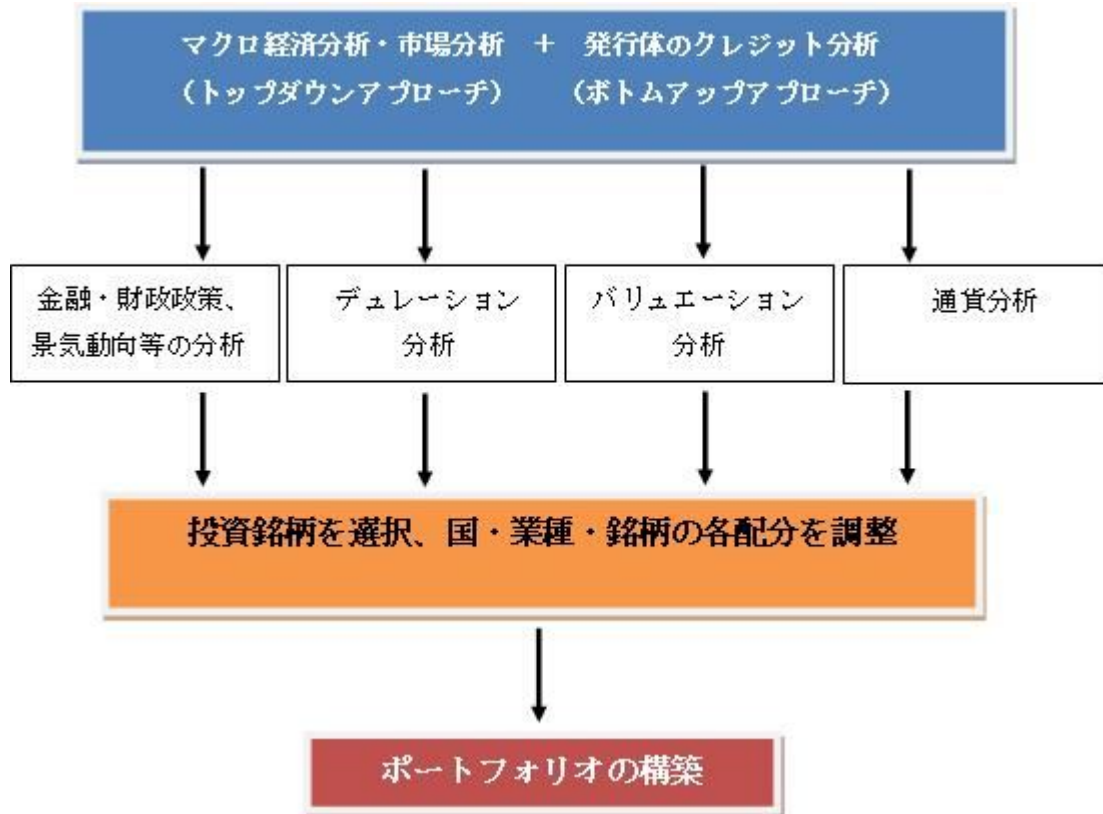 マクロ経済分析・市場分析 + 発行体のクレジット分析
(トップダウンアプローチ) (ボトムアップアプローチ)
金融・財政政策、
景気動向等の分析
デュレーション
分析
バリュエーション
分析
通貨分析
投資銘柄を選択、国・業種・銘柄の各配分を調整
ポートフォリオの構築